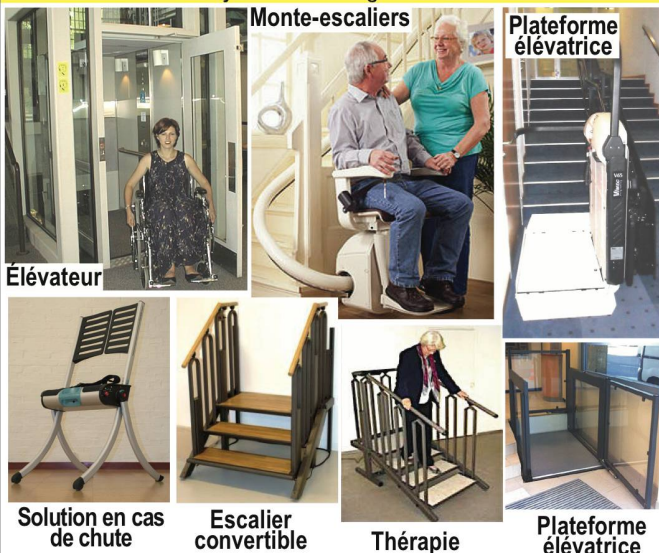 Monte-escaliers
Plateforme
élévatrice
Élévateur
Solution en cas
de chute
Escalier
convertible
Thérapie
Plateforme
élévatrice